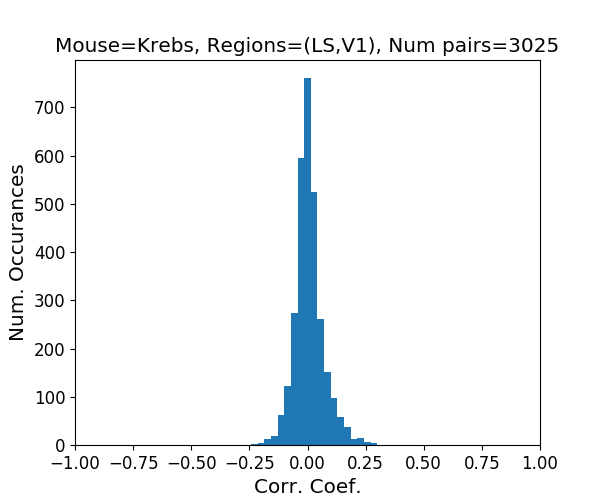 Mouse=Krebs, Regions=(LS,V1), Num pairs=3025
Num. Occurances
700
600
500
400
300
200
100
0
−1.00 −0.75 −0.50 −0.25 0.00 0.25 0.50 0.75 1.00
Corr. Coef.